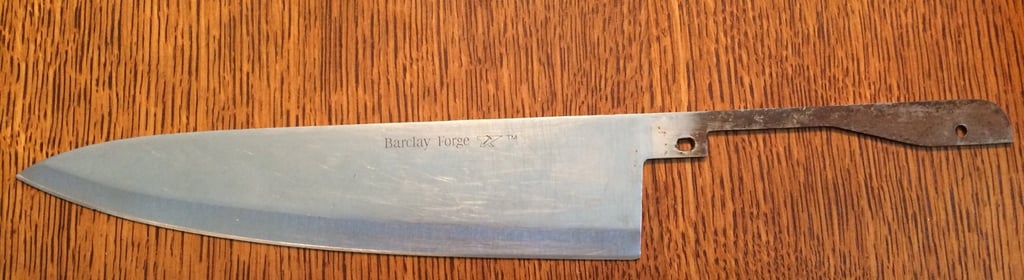 Barclay Forge X ™